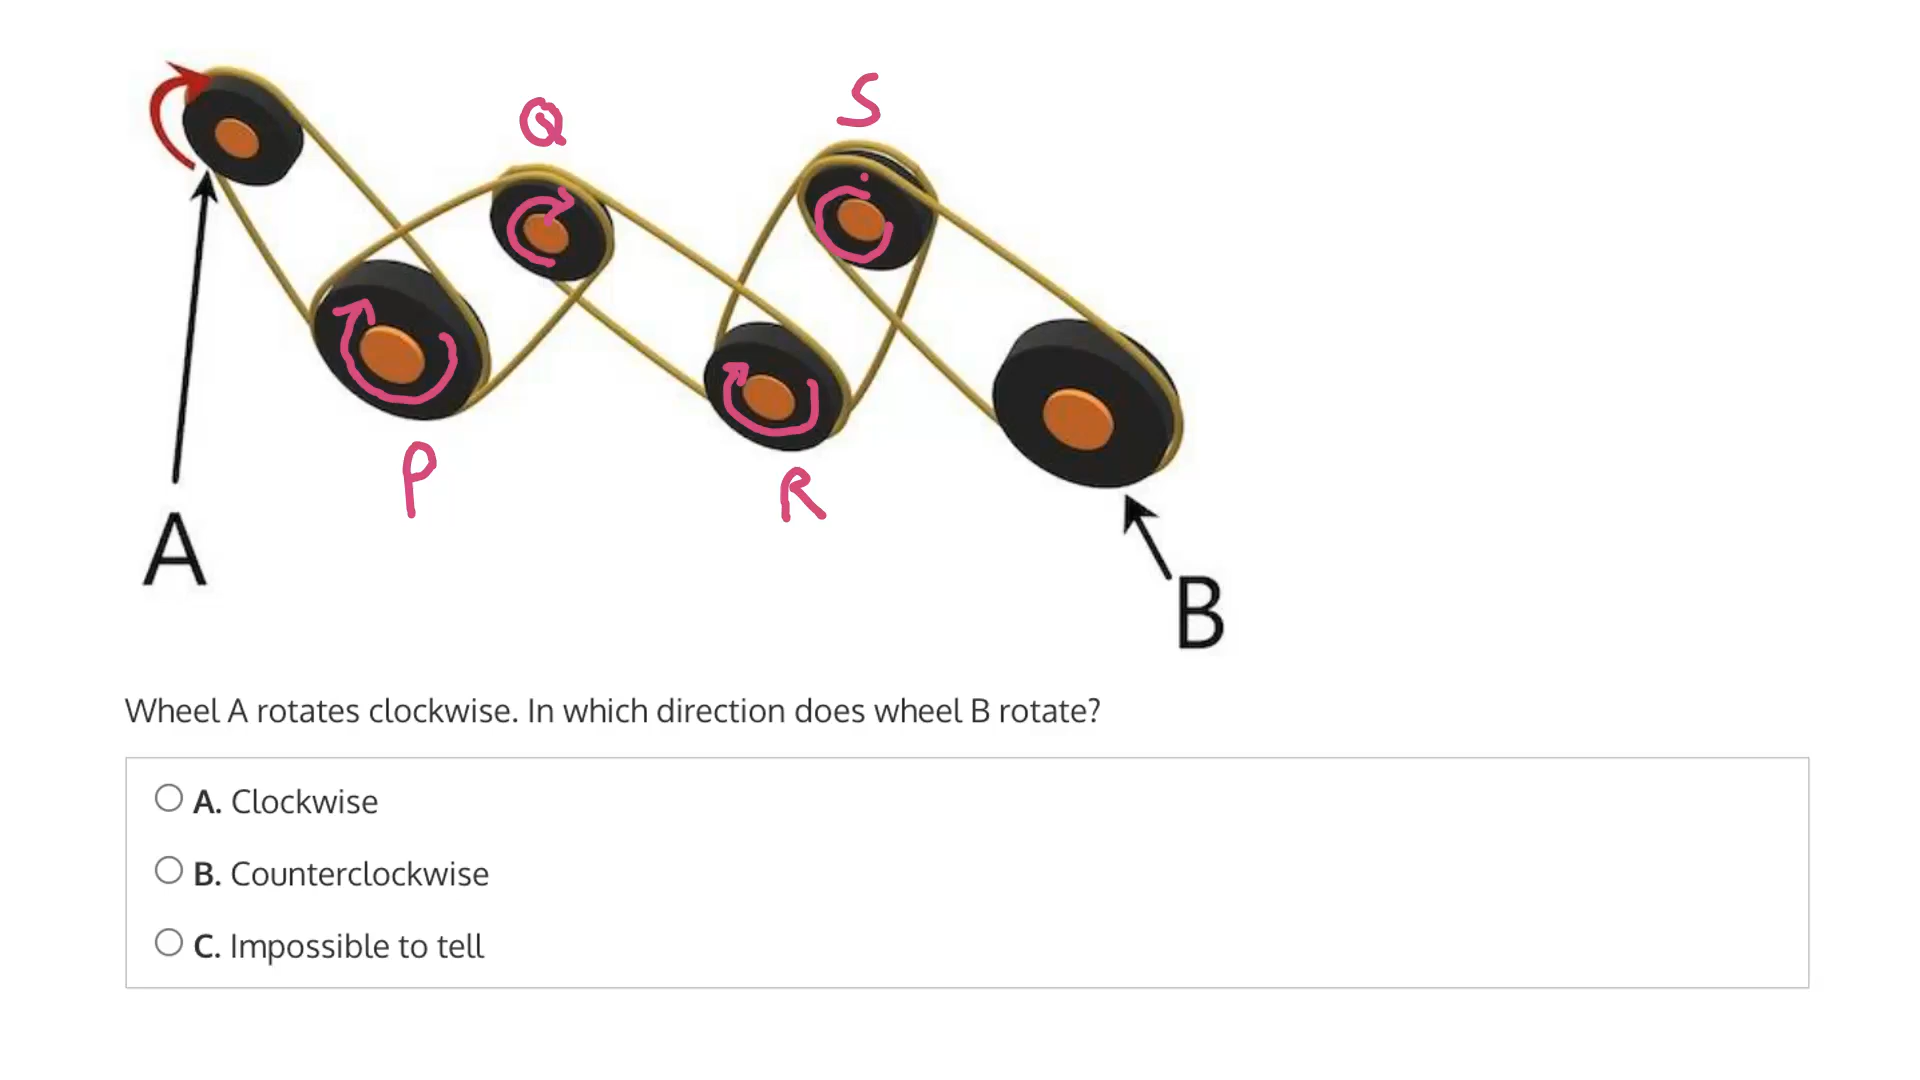 Q
S
P
R
A
B
Wheel A rotates clockwise. In which direction does wheel B rotate?
A. Clockwise
B. Counterclockwise
C. Impossible to tell